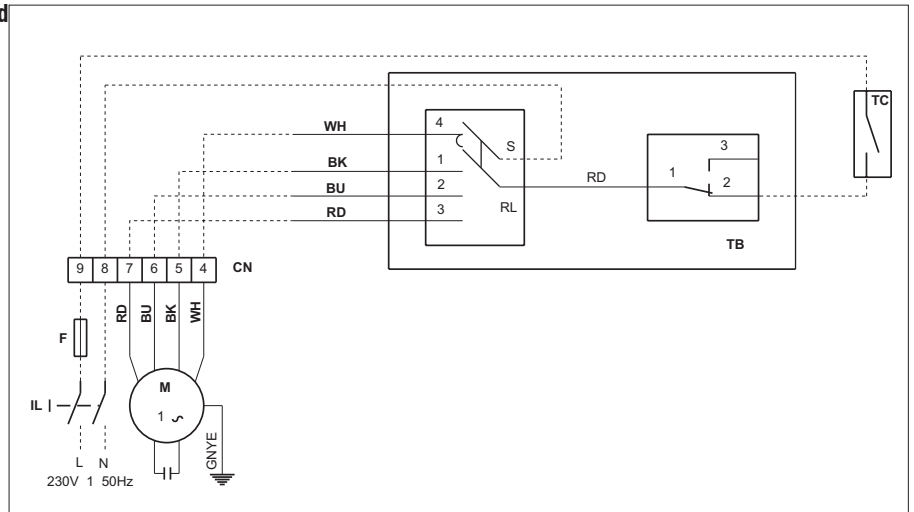 d
TC
WH
4
S
3
BK
1
RD
1
2
BU
2
RD
3
RL
TB
9 8 7 6 5 4 CN
RD BU BK WH
F
M
1 ~
IL
GNYE
L N
230V 1 50Hz